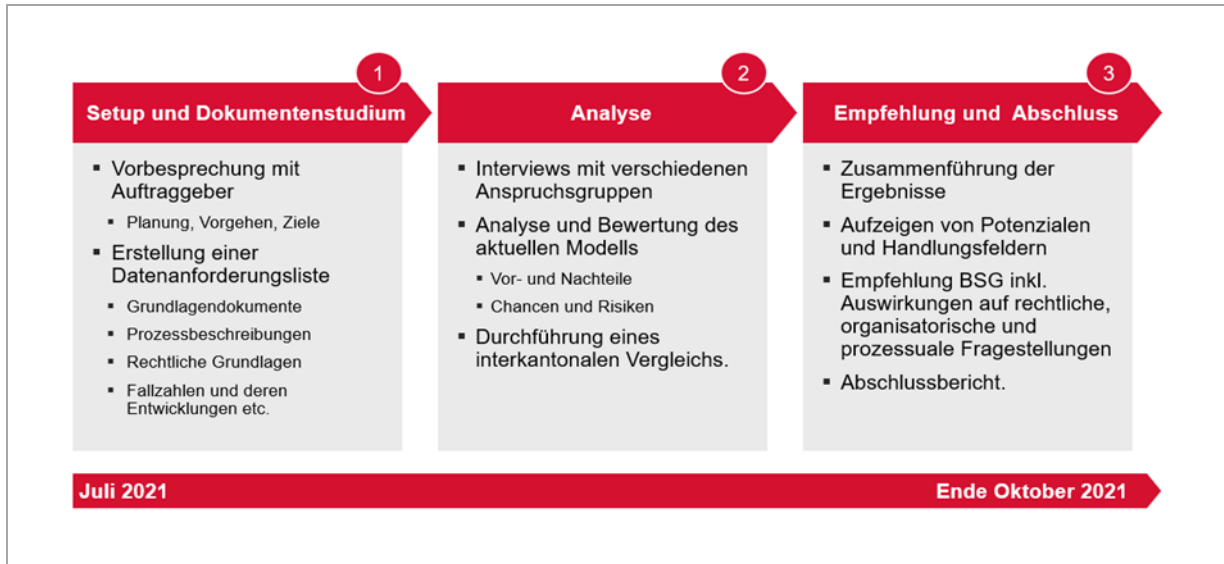 1
Setup und Dokumentenstudium
▪ Vorbesprechung mit
Auftraggeber
▪ Planung, Vorgehen, Ziele
▪ Erstellung einer
Datenanforderungsliste
▪ Grundlagendokumente
▪ Prozessbeschreibungen
▪ Rechtliche Grundlagen
▪ Fallzahlen und deren
Entwicklungen etc.
2
Analyse
▪ Interviews mit verschiedenen
Anspruchsgruppen
▪ Analyse und Bewertung des
aktuellen Modells
▪ Vor- und Nachteile
▪ Chancen und Risiken
▪ Durchführung eines
interkantonalen Vergleichs.
3
Empfehlung und Abschluss
▪ Zusammenführung der
Ergebnisse
▪ Aufzeigen von Potenzialen
und Handlungsfeldern
▪ Empfehlung BSG inkl.
Auswirkungen auf rechtliche,
organisatorische und
prozessuale Fragestellungen
▪ Abschlussbericht.
Juli 2021
Ende Oktober 2021